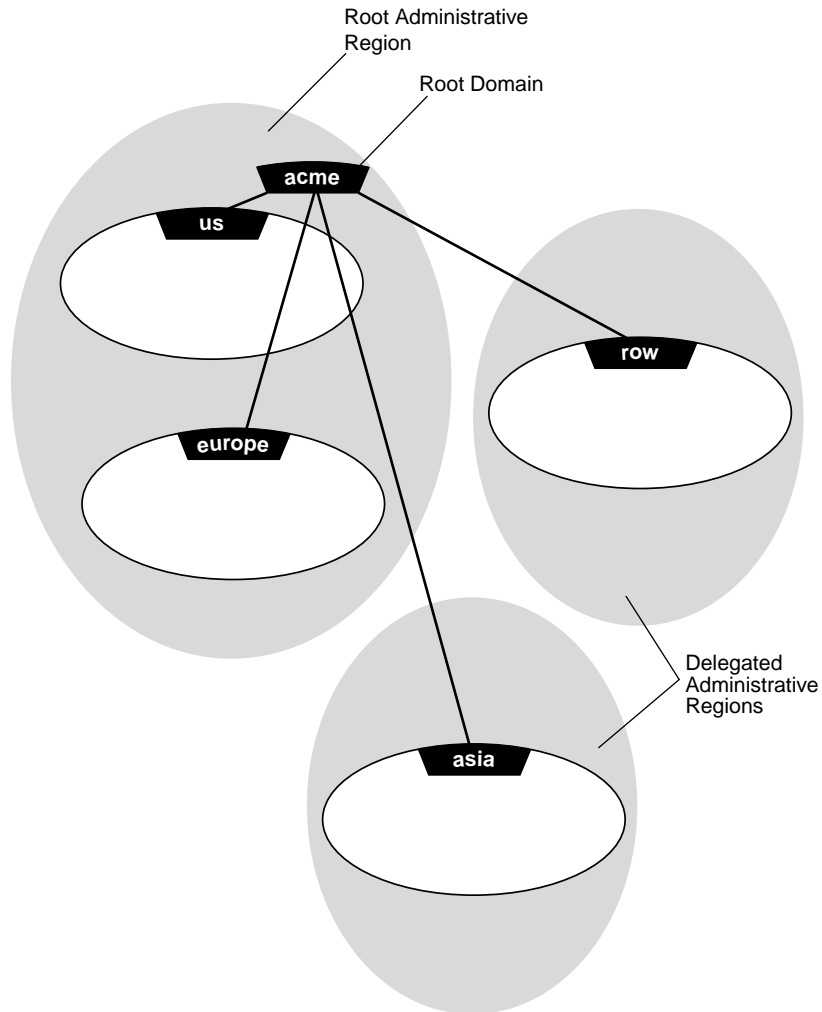 Root Administrative
Region
Root Domain
acme
us
row
europe
Delegated
Administrative
Regions
asia